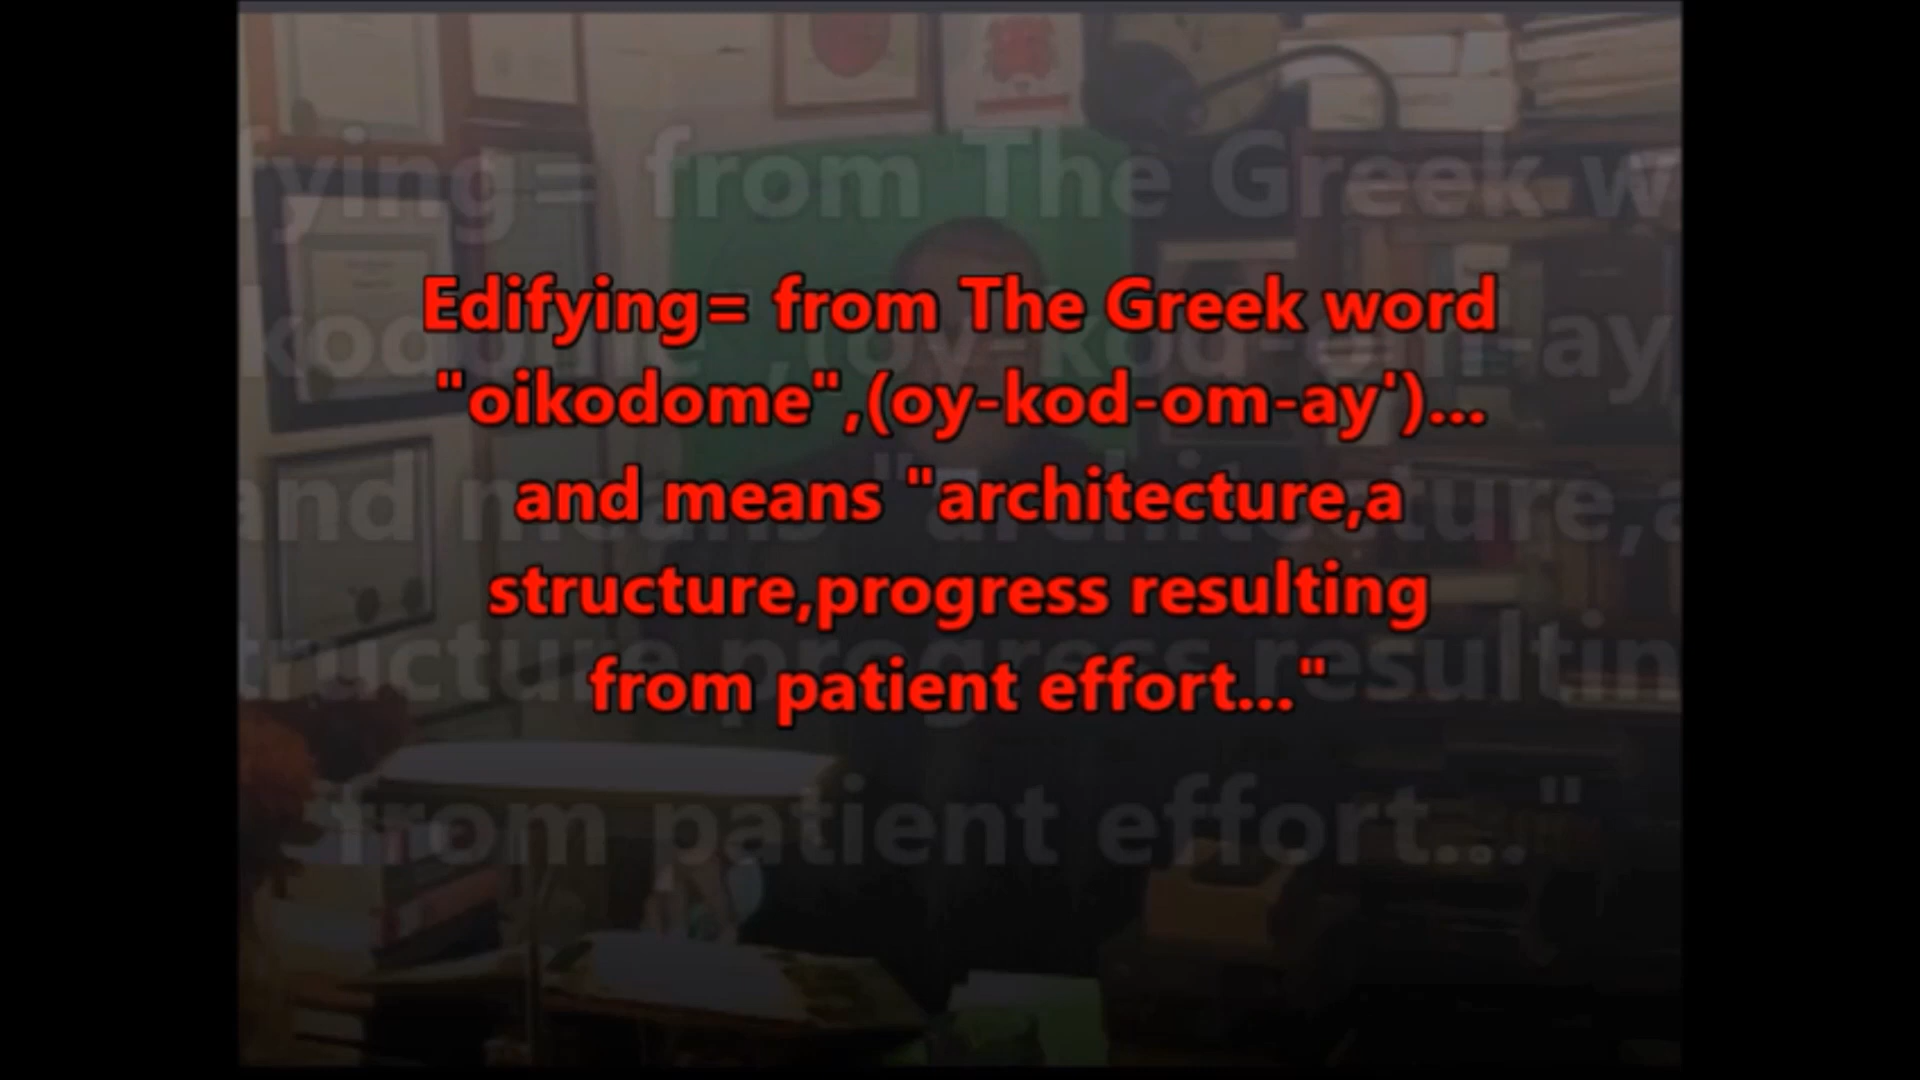 Edifying= from The Greek word
"oikodome",(oy-kod-om-ay')...
and means "architecture,a
structure,progress resulting
from patient effort..."